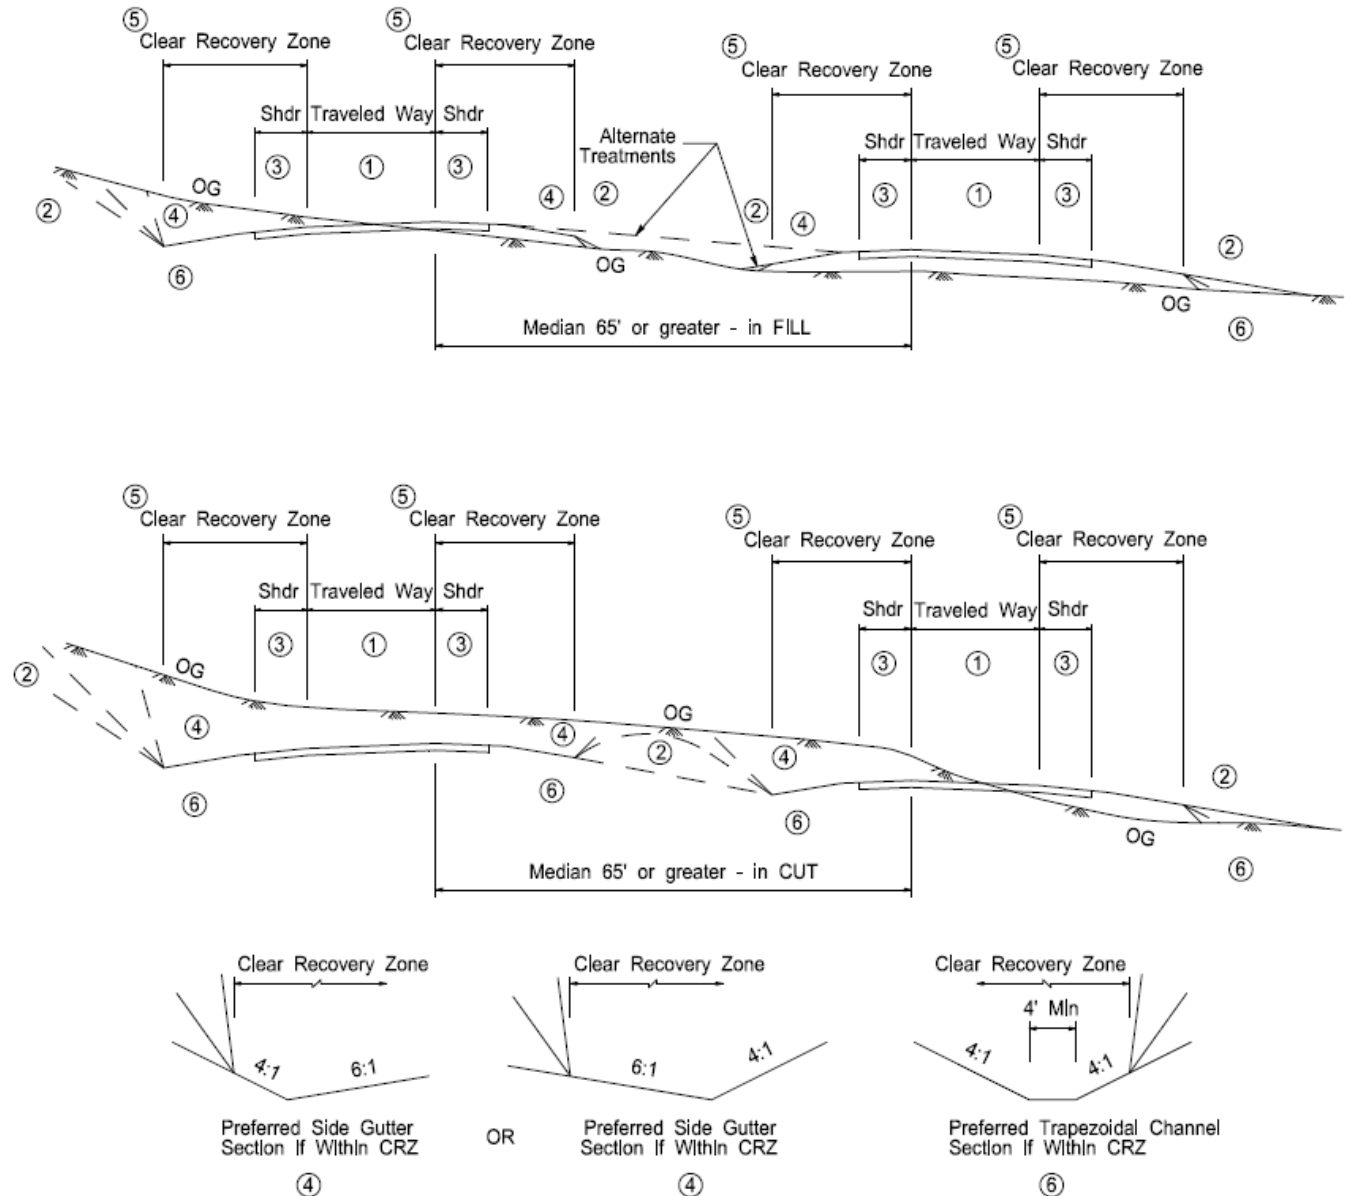 ⑤ ⑤ ⑤ ⑤
Clear Recovery Zone Clear Recovery Zone
Clear Recovery Zone Clear Recovery Zone
Shdr Traveled Way Shdr
Alternate
Treatments
Shdr Traveled Way Shdr
③ ① ③ ③ ① ③
② ④ OG ④ ② ② ④ ②
⑥ OG OG ⑥
Median 65' or greater - in FILL
⑤ ⑤ ⑤ ⑤
Clear Recovery Zone Clear Recovery Zone
Clear Recovery Zone Clear Recovery Zone
Shdr Traveled Way Shdr
Shdr Traveled Way Shdr
③ ① ③ ③ ① ③
② OG OG
④ ④ ② ④ ②
⑥ ⑥ ⑥ OG ⑥
Median 65' or greater - in CUT
Clear Recovery Zone Clear Recovery Zone Clear Recovery Zone
4' Min
4:1 6:1 6:1 4:1 4:1 4:1
Preferred Side Gutter
Section If Within CRZ
④
OR
Preferred Side Gutter
Section If Within CRZ
④
Preferred Trapezoidal Channel
Section If Within CRZ
⑥